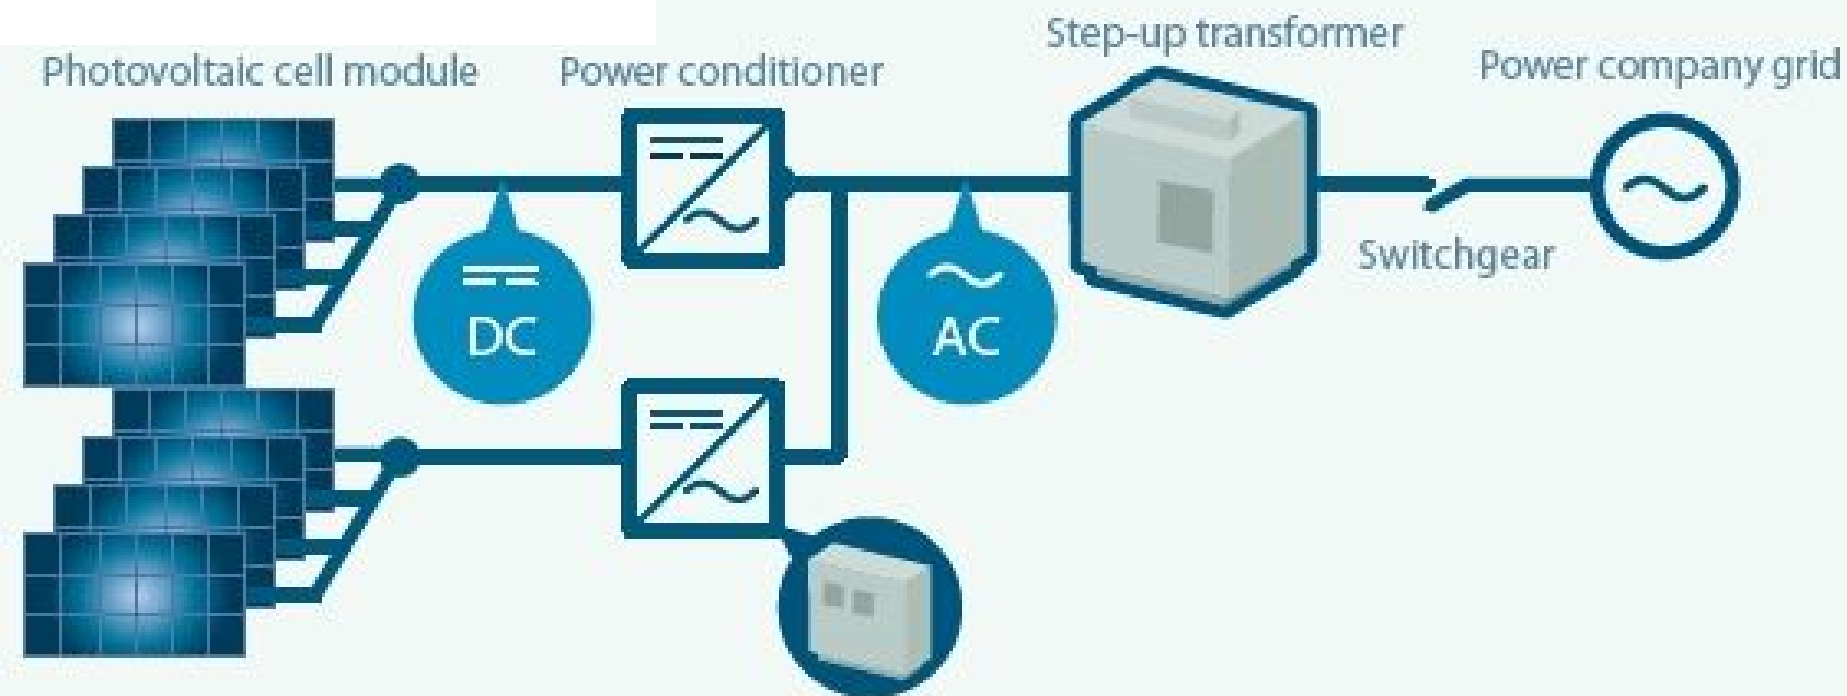 Step-up transformer
Photovoltaic cell module
Power conditioner
Power company grid
Switchgear
DC
AC